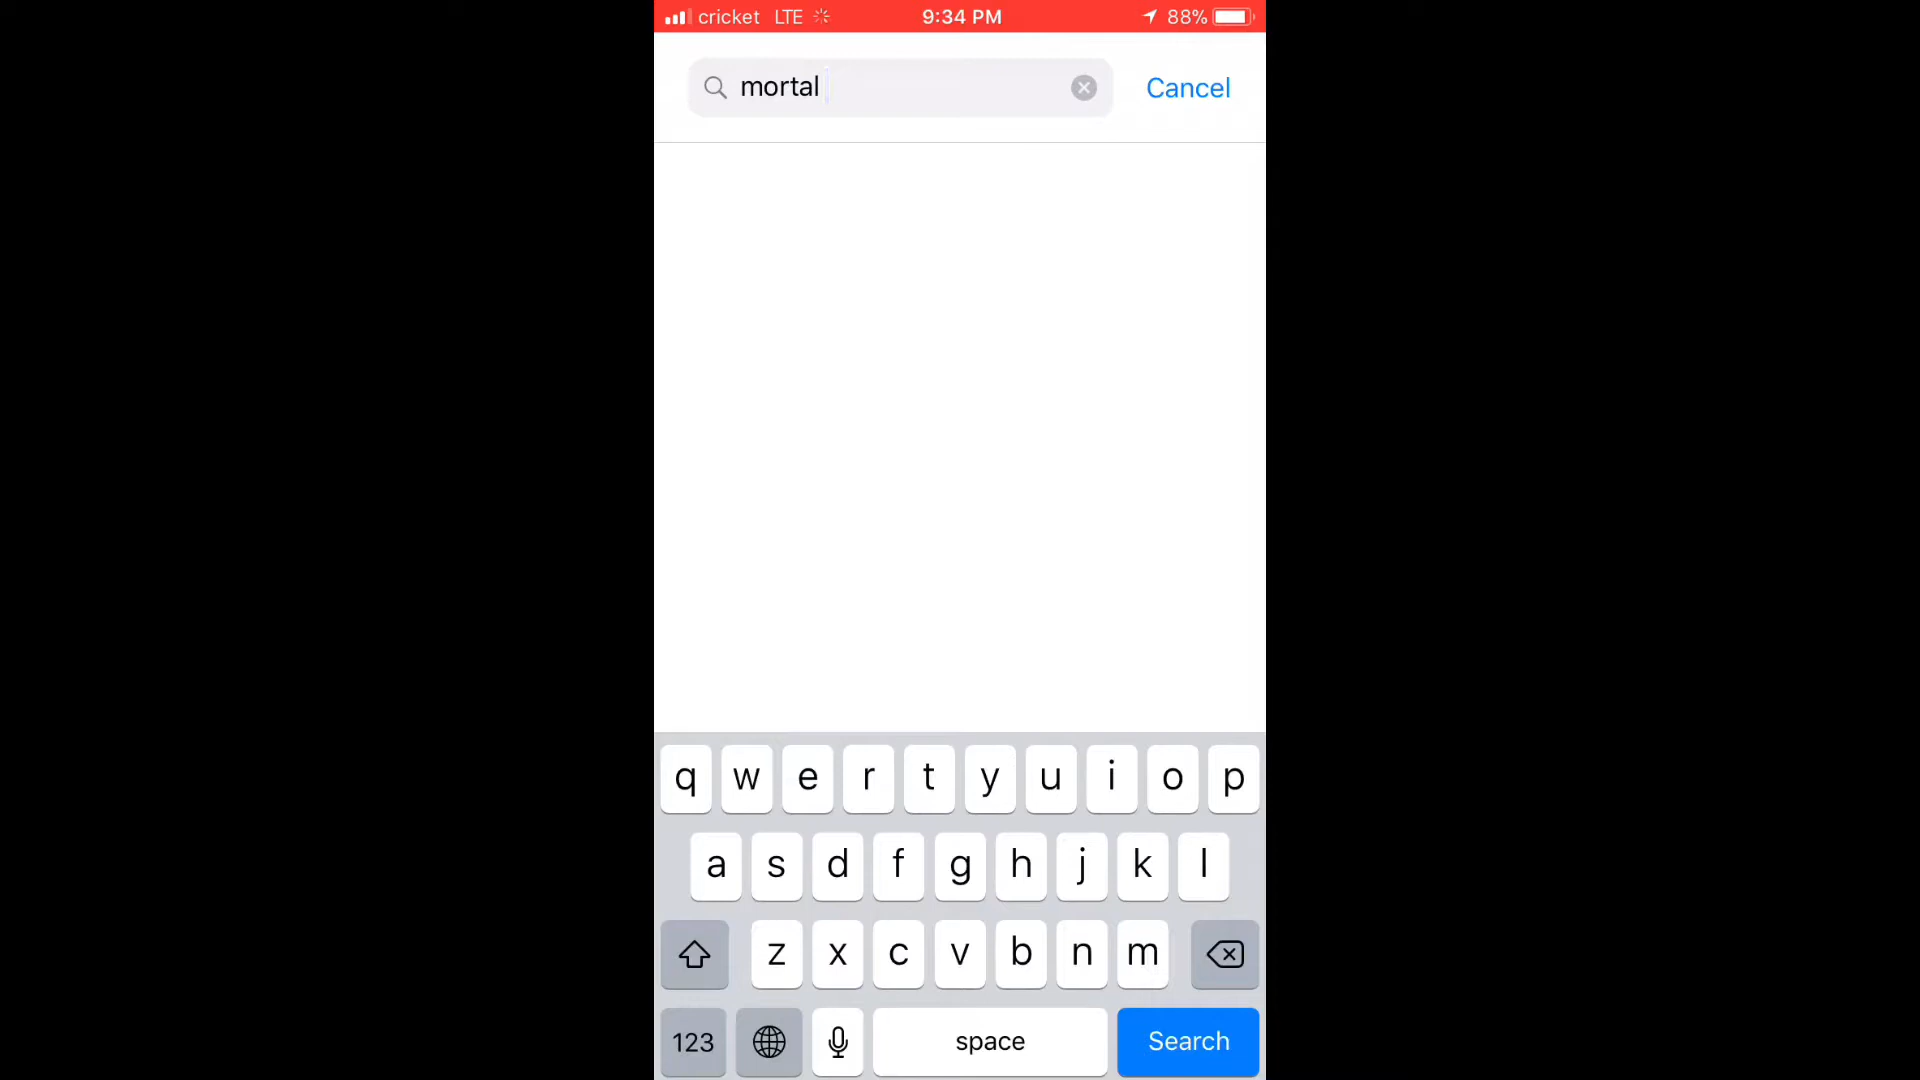 cricket LTE 9:34 PM 88%
mortal Cancel
q w e r t y u i o p
a s d f g h j k l
z x c v b n m
123 space Search